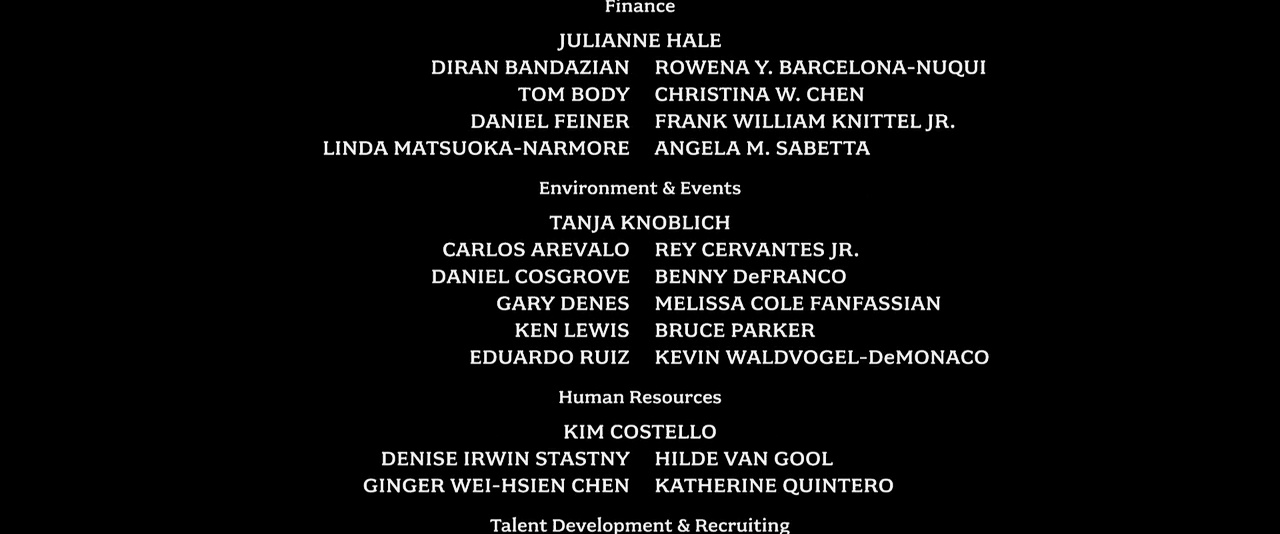 Finance
JULIANNE HALE
DIRAN BANDAZIAN ROWENA Y. BARCELONA-NUQUI
TOM BODY CHRISTINA W. CHEN
DANIEL FEINER FRANK WILLIAM KNITTEL JR.
LINDA MATSUOKA-NARMORE ANGELA M. SABETTA
Environment & Events
TANJA KNOBLICH
CARLOS AREVALO REY CERVANTES JR.
DANIEL COSGROVE BENNY DeFRANCO
GARY DENES MELISSA COLE FANFASSIAN
KEN LEWIS BRUCE PARKER
EDUARDO RUIZ KEVIN WALDVOGEL-DeMONACO
Human Resources
KIM COSTELLO
DENISE IRWIN STASTNY HILDE VAN GOOL
GINGER WEI-HSIEN CHEN KATHERINE QUINTERO
Talent Development & Recruiting